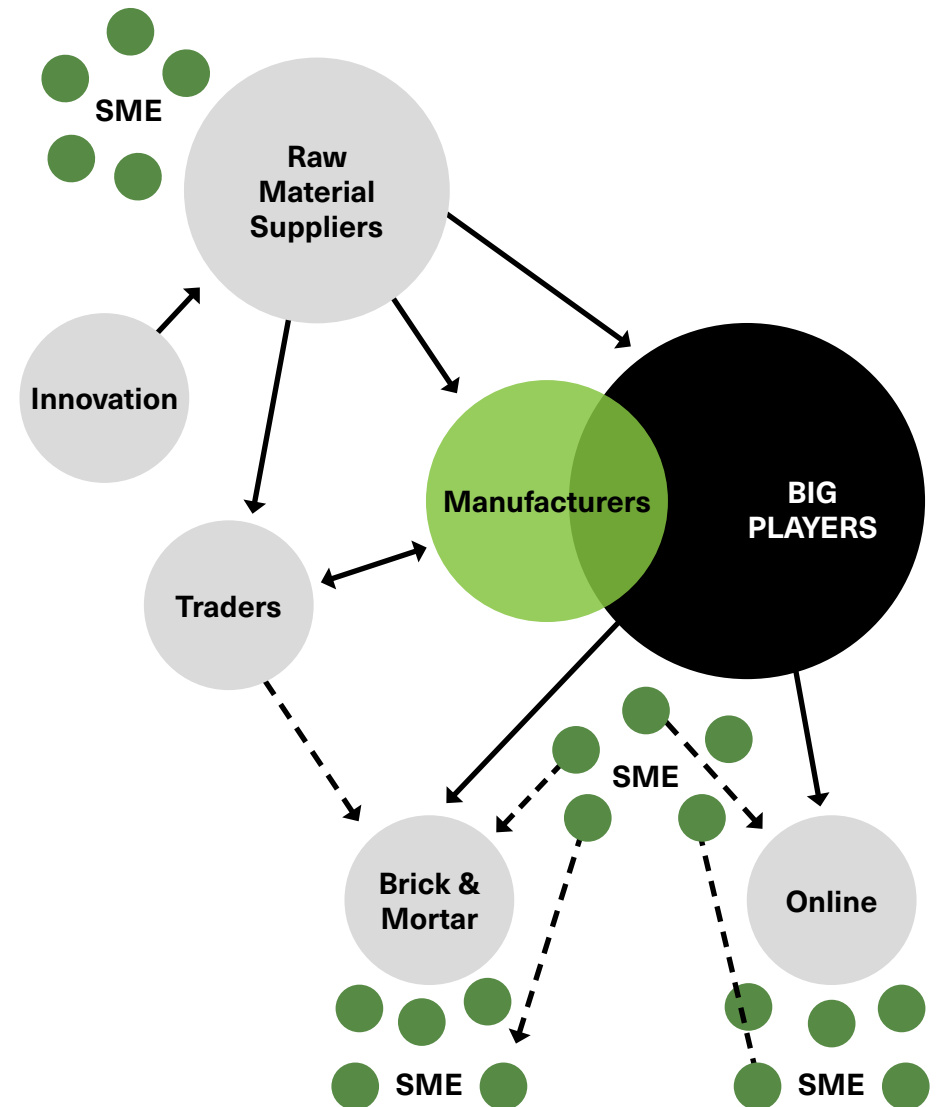 SME
Raw
Material
Suppliers
Innovation
Manufacturers
BIG
PLAYERS
Traders
SME
Brick &
Mortar
Online
SME
SME